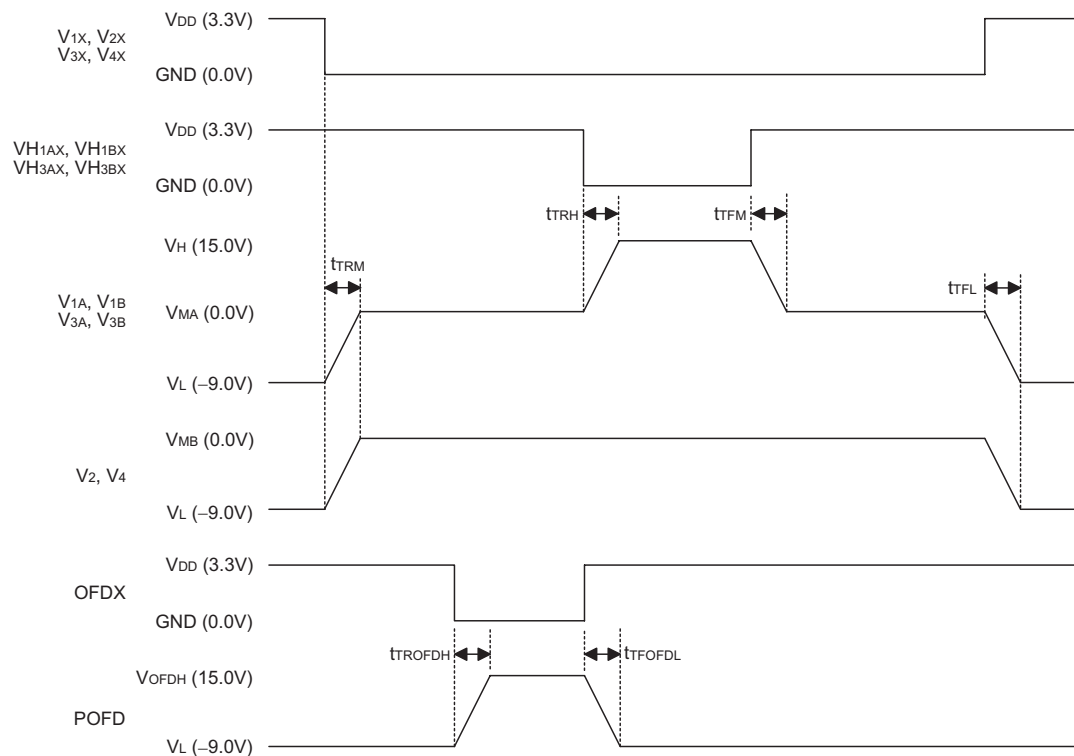 VDD (3.3V)
V1X, V2X
V3X, V4X
GND (0.0V)
VDD (3.3V)
VH1AX, VH1BX
VH3AX, VH3BX
GND (0.0V)
tTRH
tTFM
VH (15.0V)
tTRM
tTFL
V1A, V1B
V3A, V3B
VMA (0.0V)
VL (−9.0V)
VMB (0.0V)
V2, V4
VL (−9.0V)
VDD (3.3V)
OFDX
GND (0.0V)
tTROFDH
tTFOFDL
VOFDH (15.0V)
POFD
VL (−9.0V)